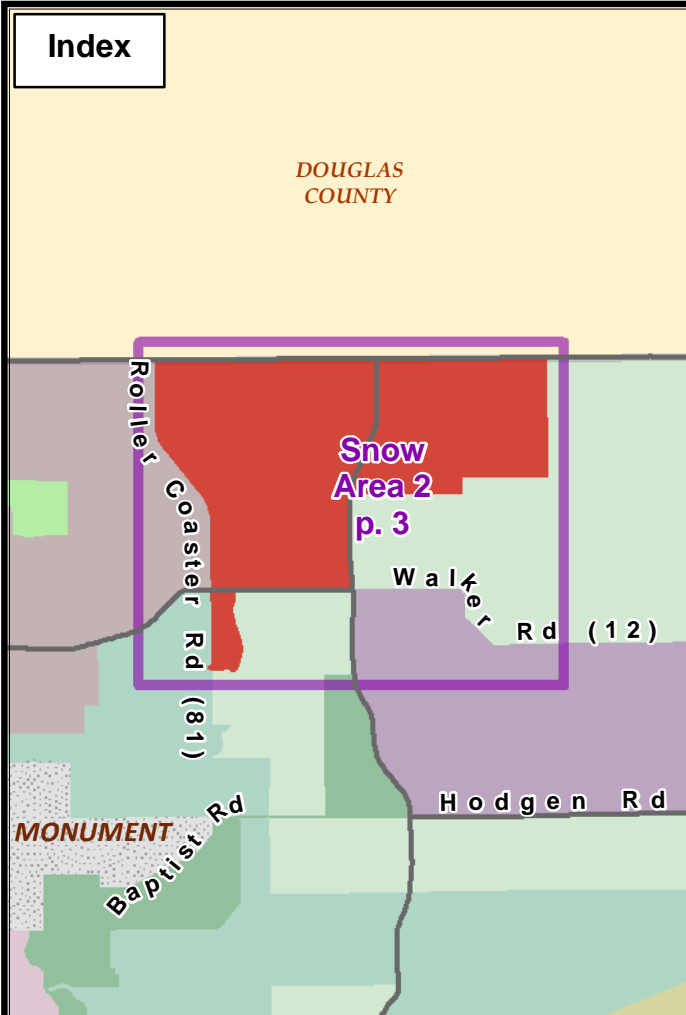 Index
DOUGLAS
COUNTY
Roller Coaster Rd (81)
Snow
Area 2
p. 3
Walker Rd (12)
Hodgen Rd
MONUMENT
Baptist Rd